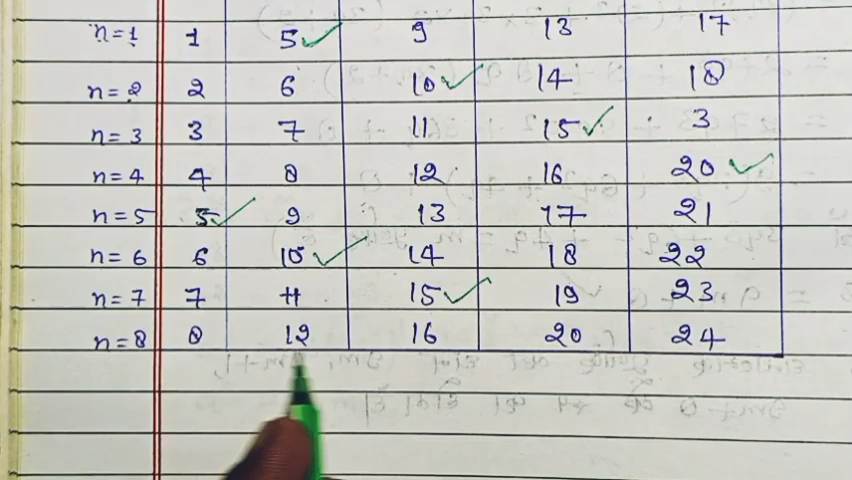 n=1 1 5✓ 9 13 17
n=2 2 6 10✓ 14 18
n=3 3 7 11 15✓ 3
n=4 4 8 12 16 20✓
n=5 5✓ 9 13 17 21
n=6 6 10✓ 14 18 22
n=7 7 11 15✓ 19 23
n=8 8 12 16 20 24